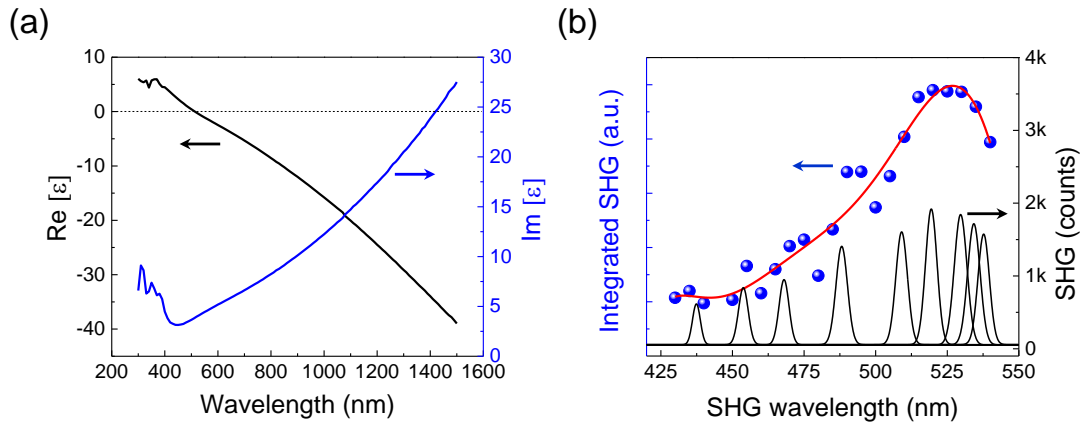 (a)
10
0
-10
-20
-30
-40
Re [ε]
200 400 600 800 1000 1200 1400 1600
Wavelength (nm)
30
25
20
15
10
5
0
Im [ε]
(b)
Integrated SHG (a.u.)
425 450 475 500 525 550
SHG wavelength (nm)
4k
3k
2k
1k
0
SHG (counts)